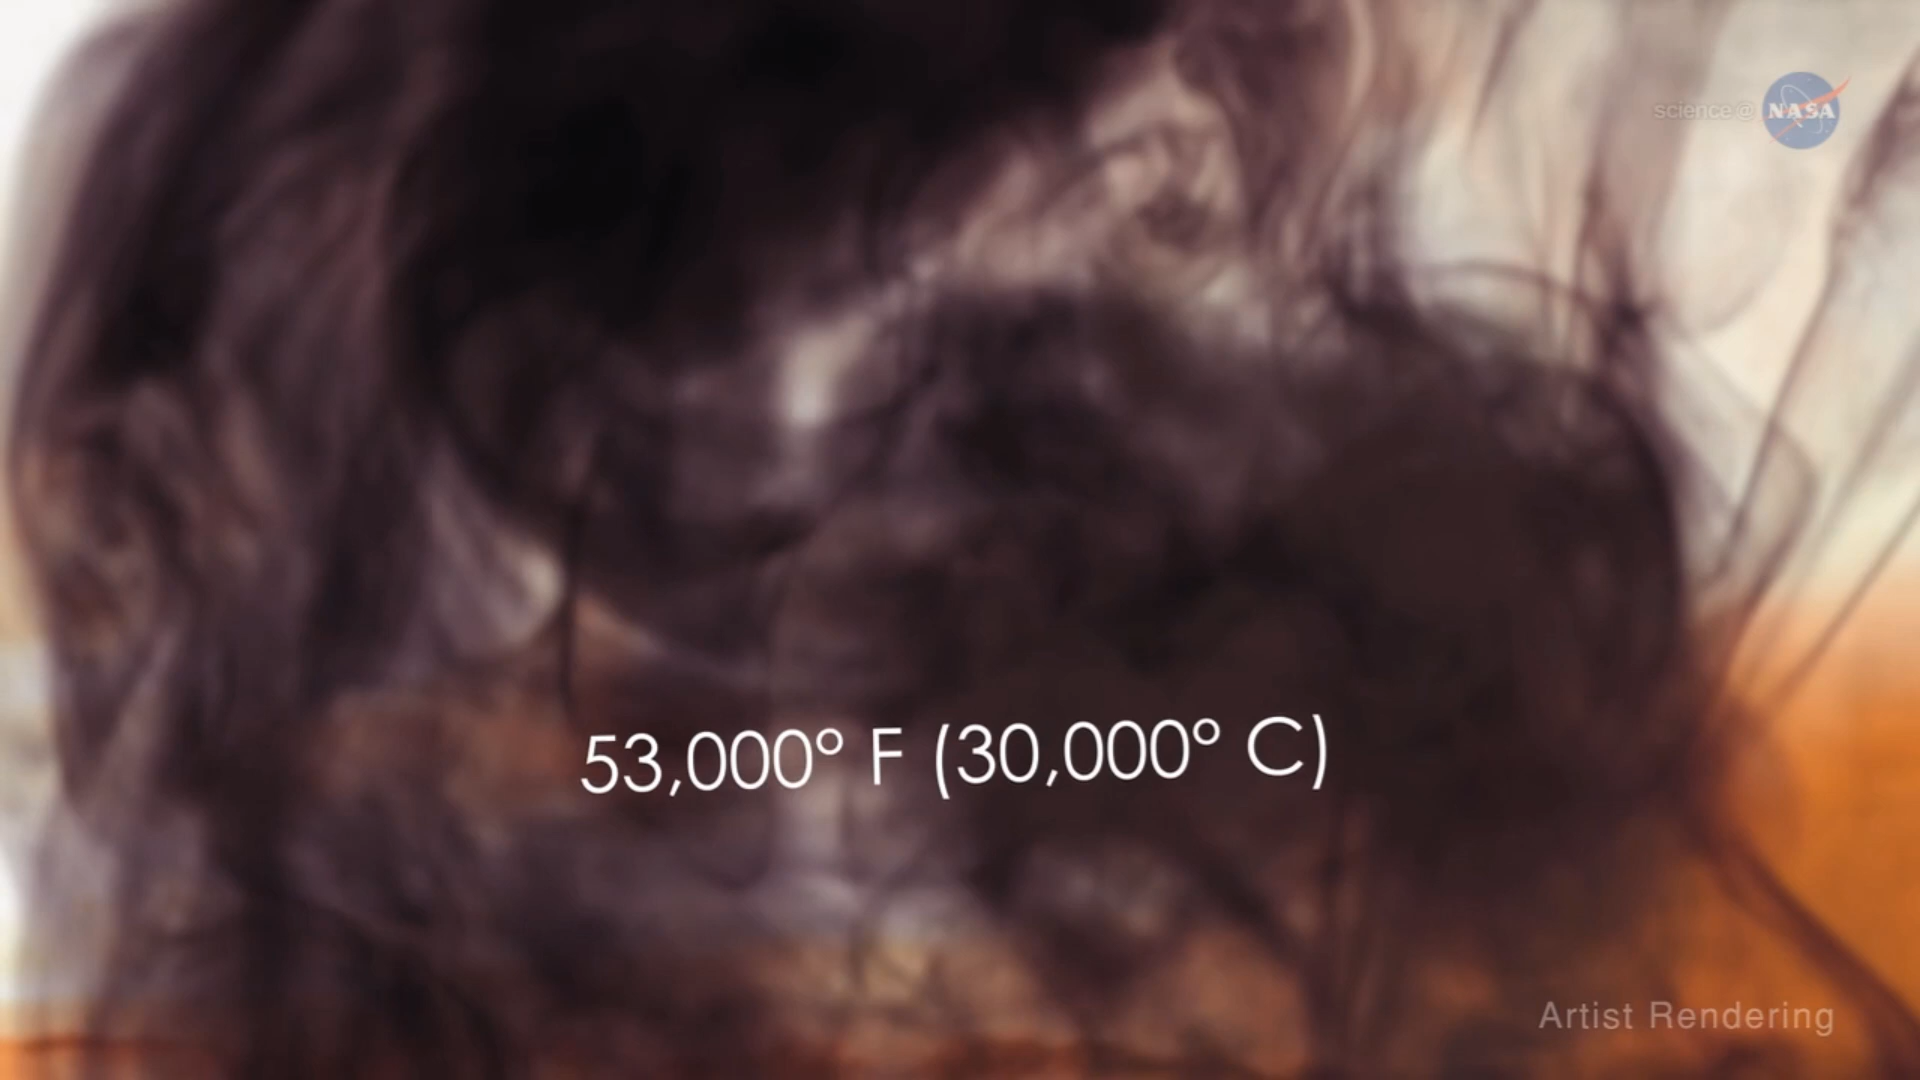 science @ NASA
53,000° F (30,000° C)
Artist Rendering